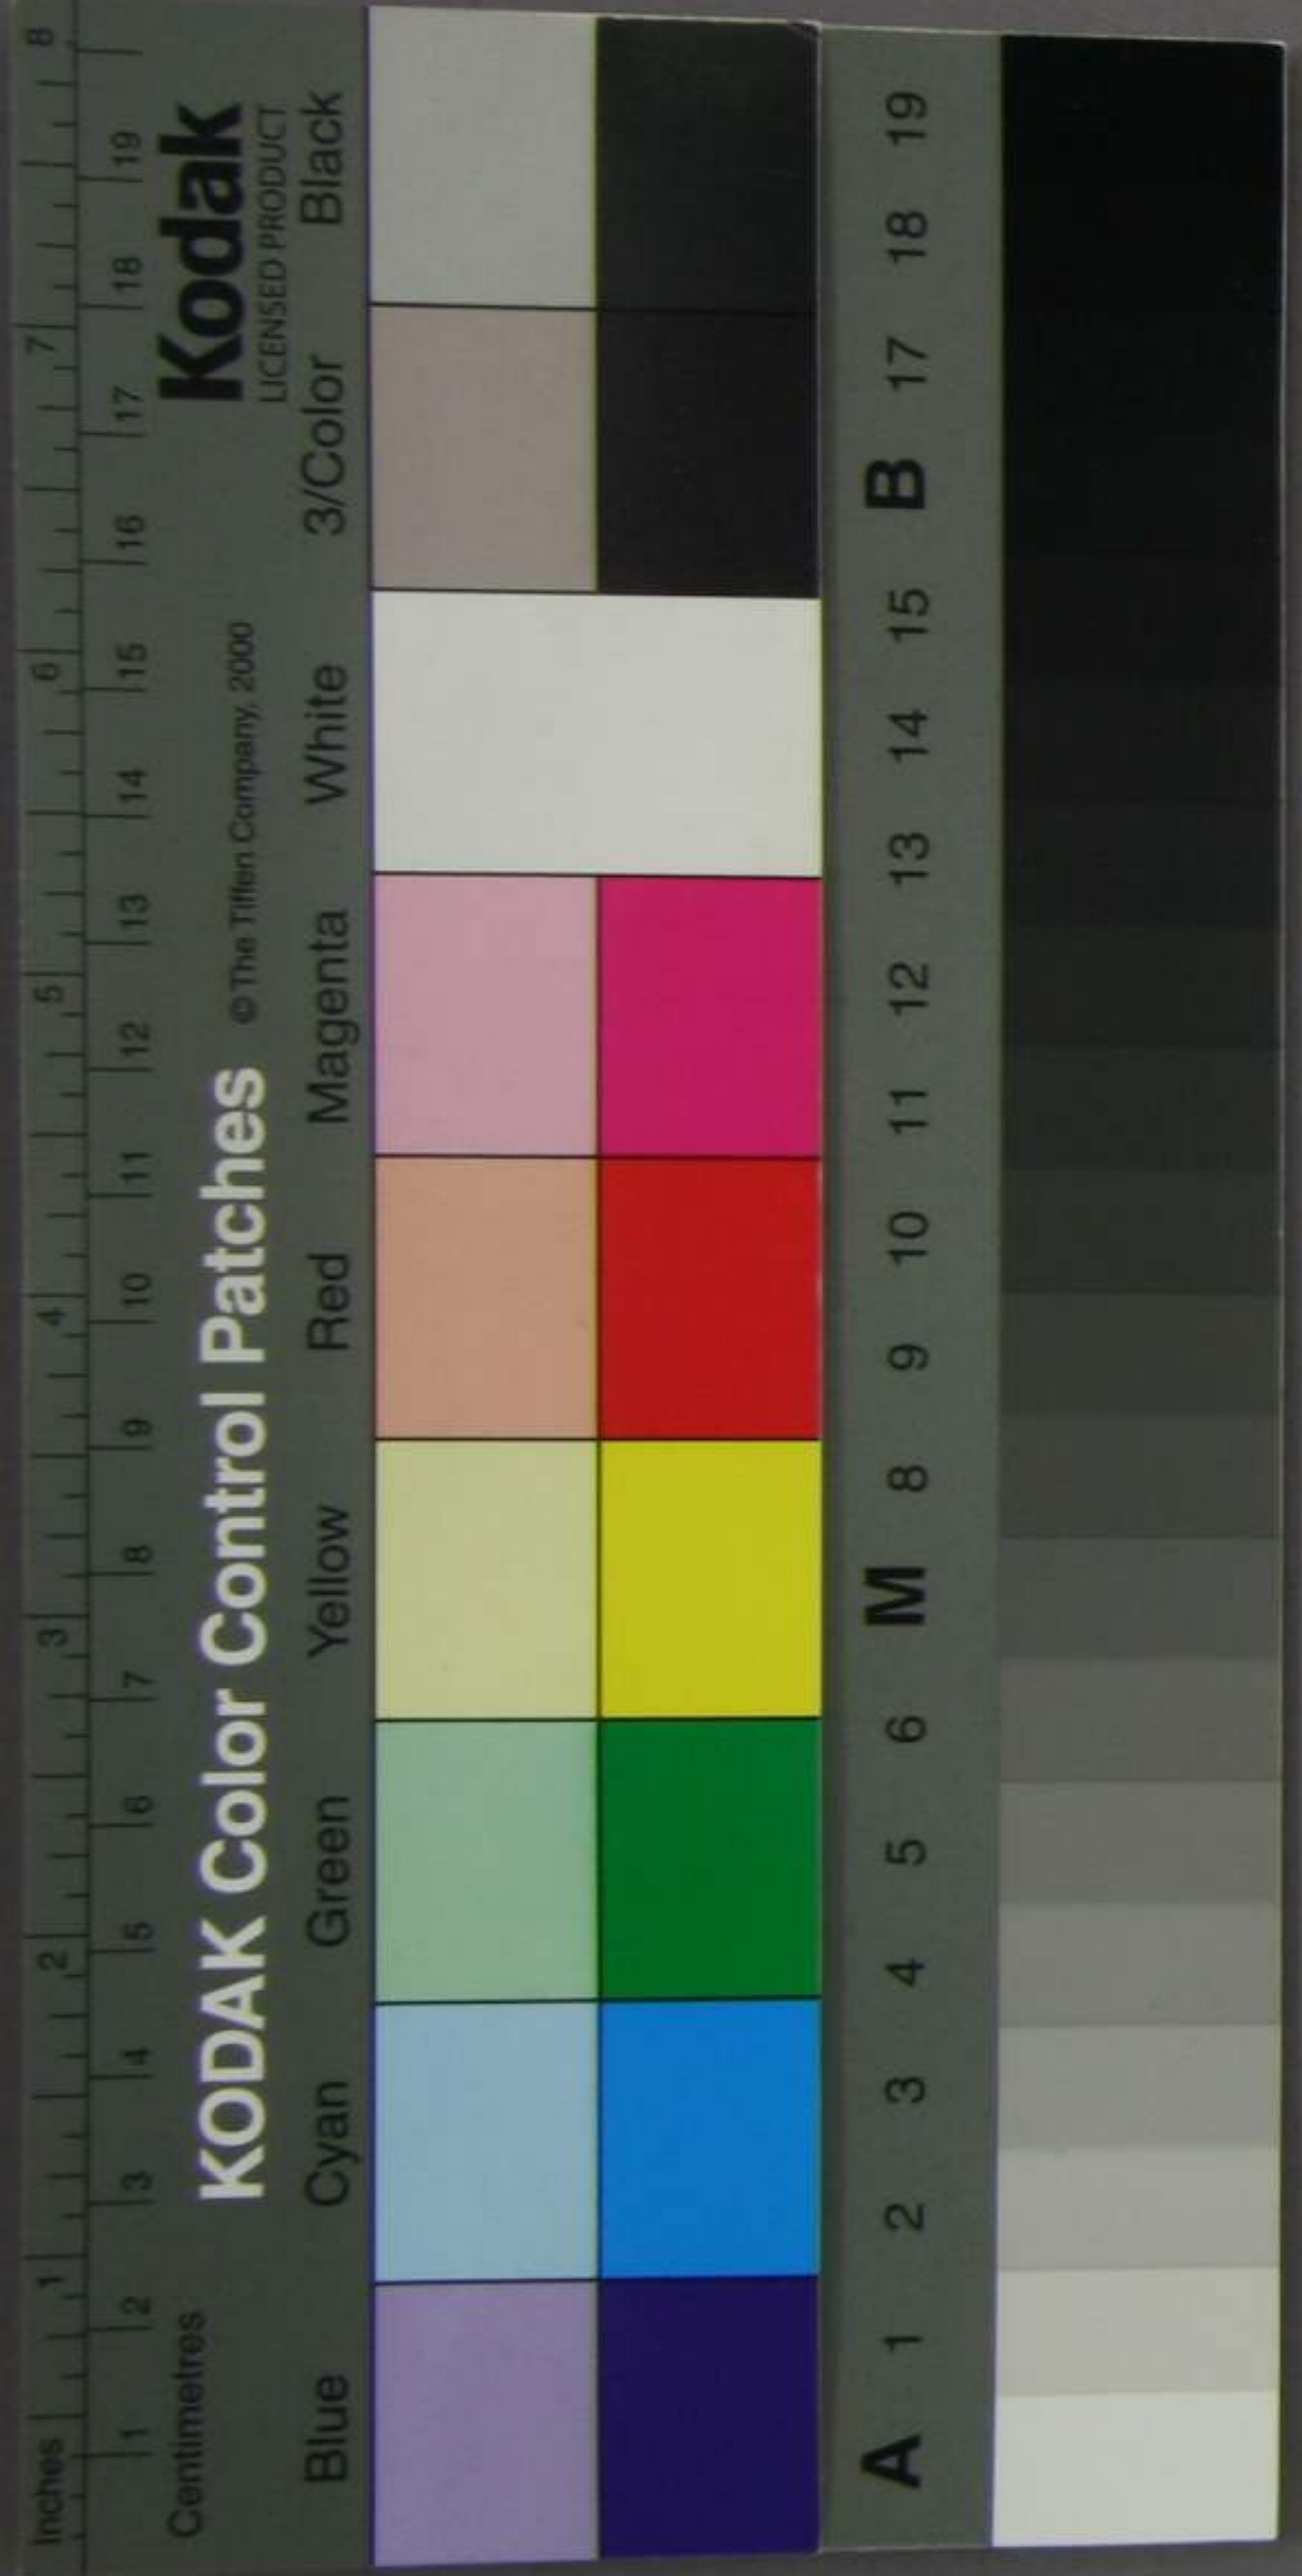 Inches 1 2 3 4 5 6 7 8
1 2 3 4 5 6 7 8 9 10 11 12 13 14 15 16 17 18 19
Centimetres
KODAK Color Control Patches © The Tiffen Company, 2000 Kodak
LICENSED PRODUCT
Blue Cyan Green Yellow Red Magenta White 3/Color Black
A 1 2 3 4 5 6 M 8 9 10 11 12 13 14 15 B 17 18 19